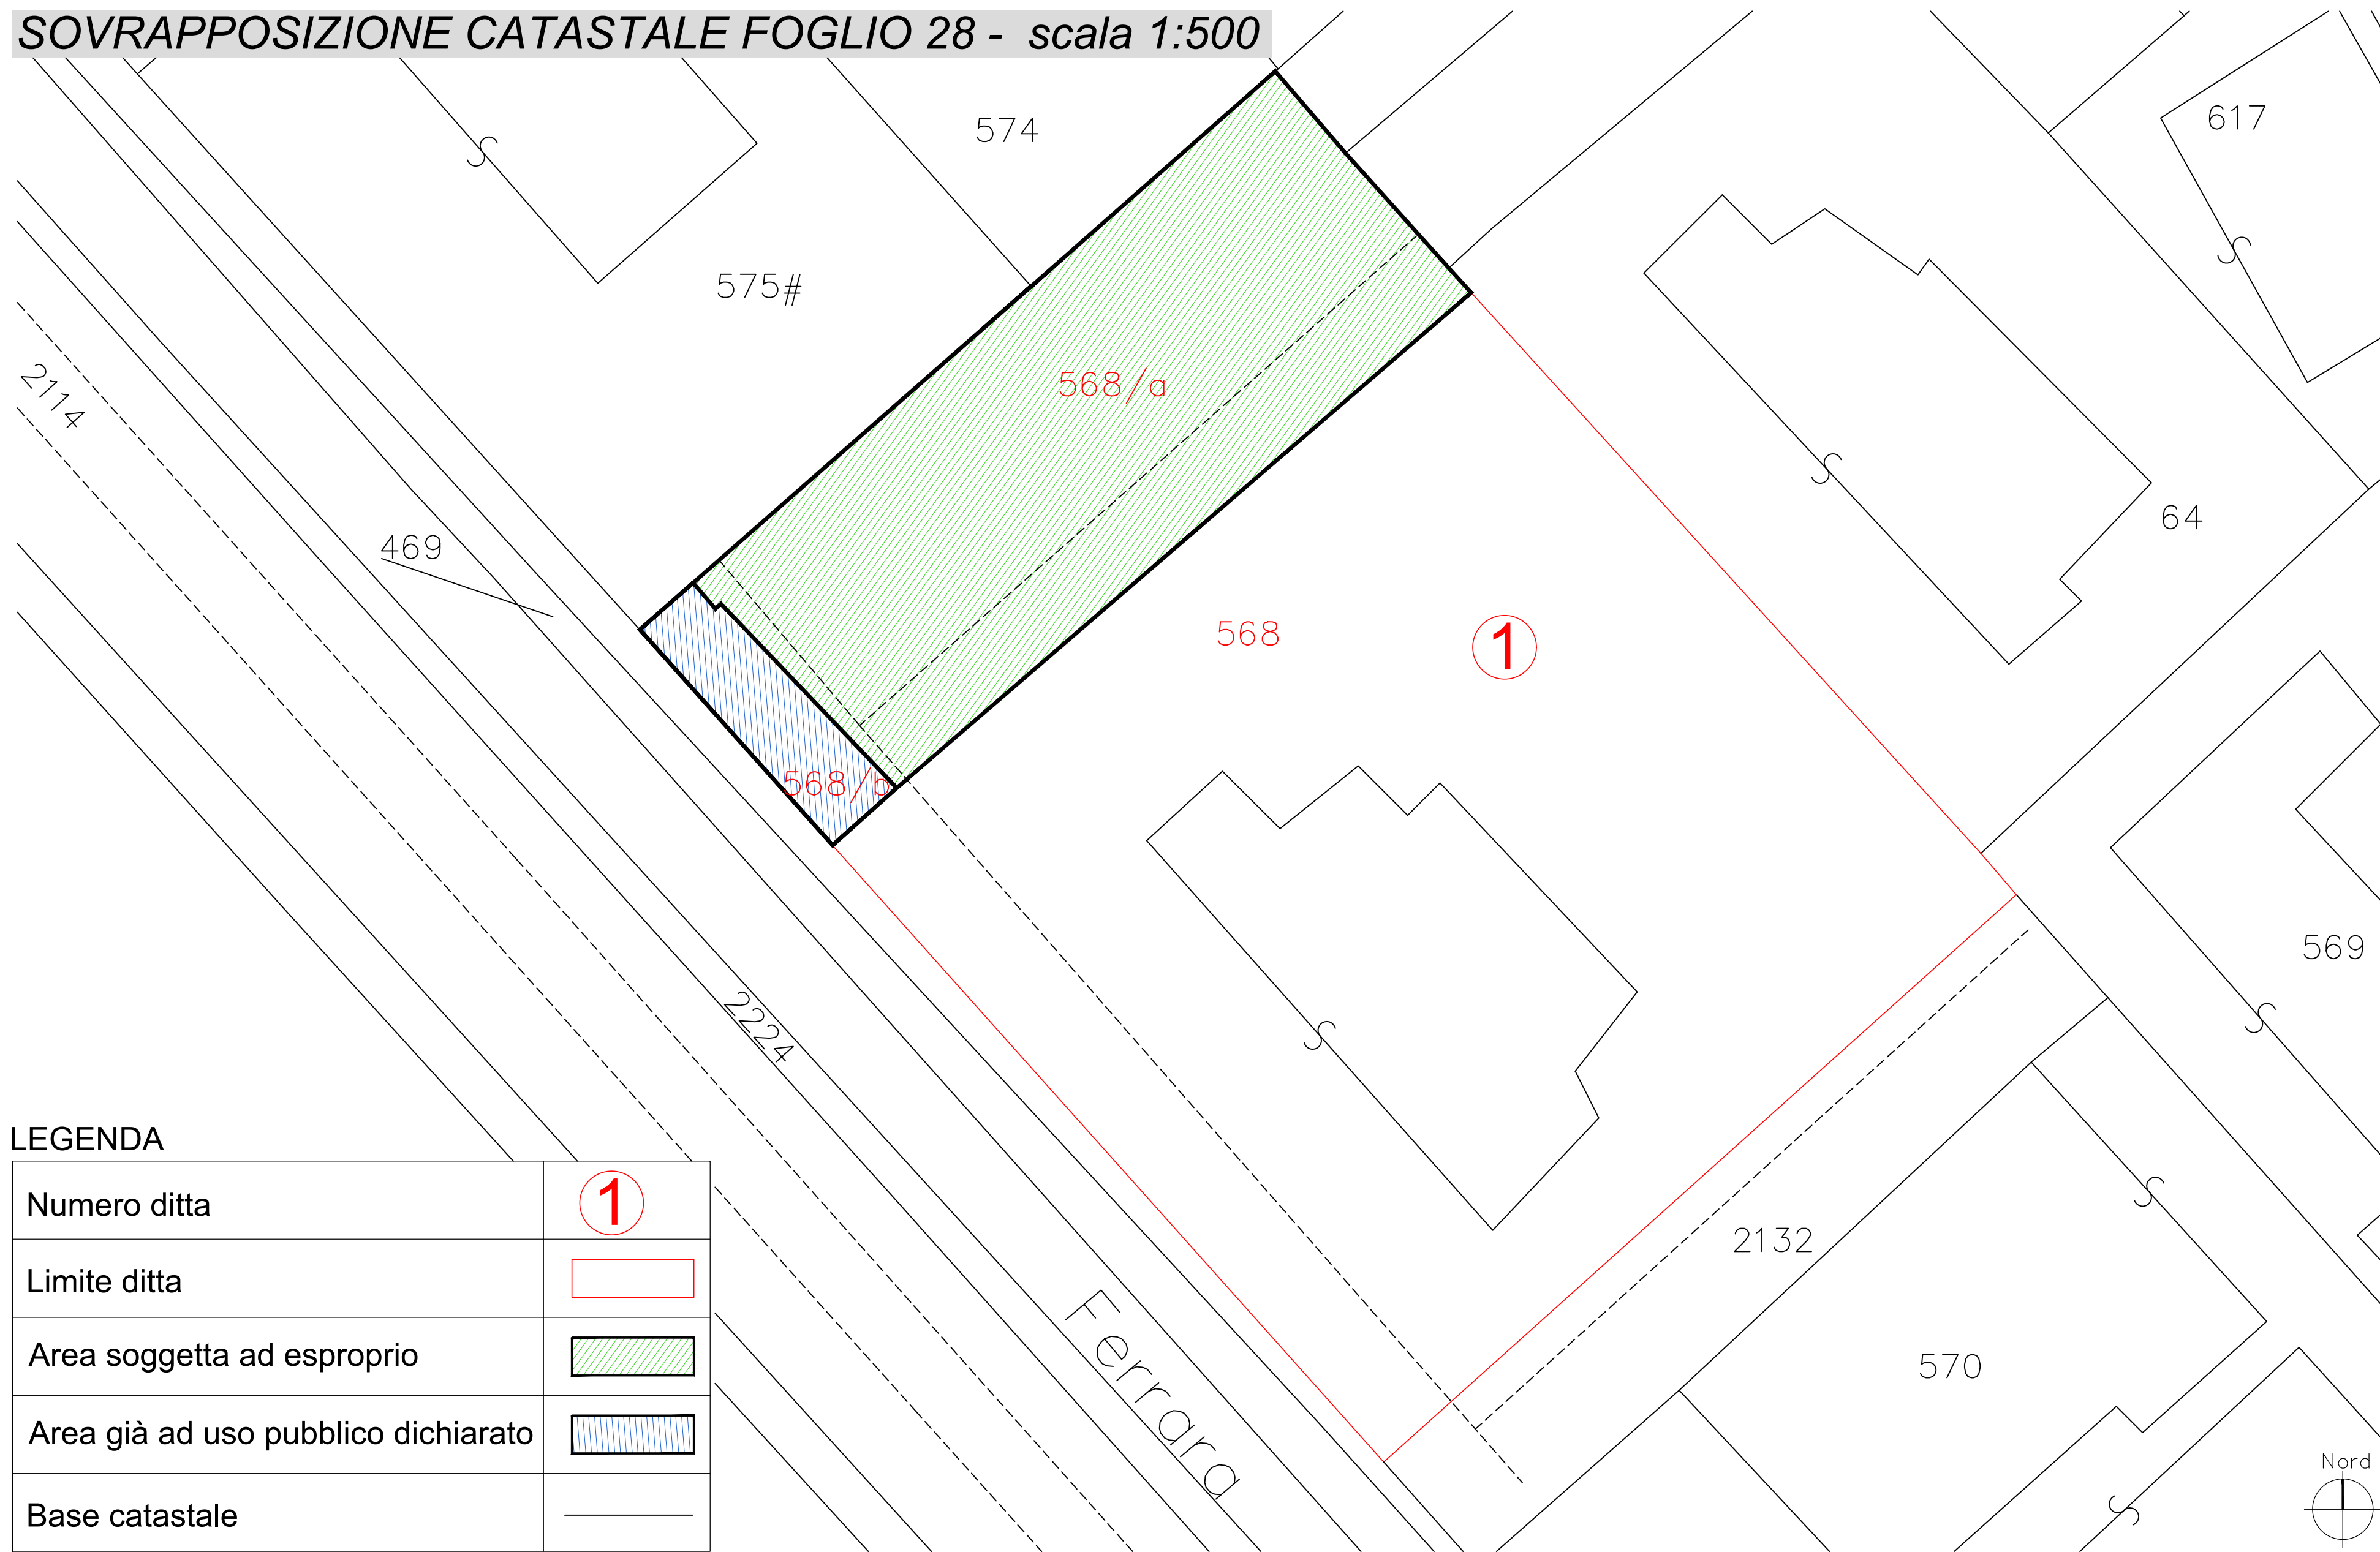 SOVRAPPOSIZIONE CATASTALE FOGLIO 28 - scala 1:500
617
574
575#
568/a
2114
64
469
568
1
568/b
569
2224
2132
Ferrara
570
LEGENDA
Numero ditta 1
Limite ditta
Area soggetta ad esproprio
Area già ad uso pubblico dichiarato
Base catastale
Nord